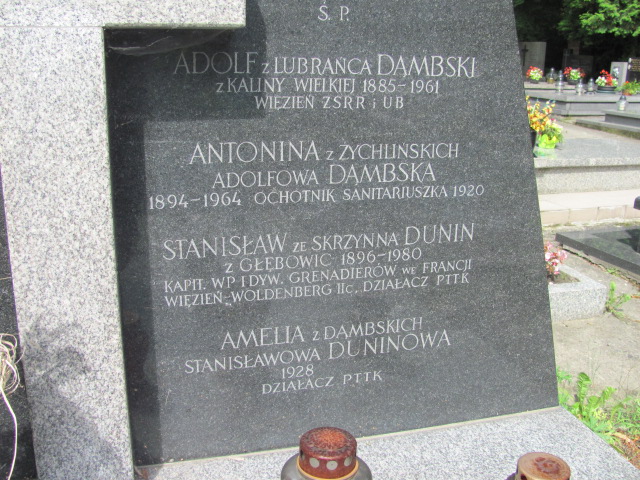 Ś. P.
ADOLF z LUBRAŃCA DĄMBSKI
z KALINY WIELKIEJ 1885-1961
WIĘZIEŃ ZSRR i UB
ANTONINA z ŻYCHLIŃSKICH
ADOLFOWA DĄMBSKA
1894-1964 OCHOTNIK SANITARIUSZKA 1920
STANISŁAW ZE SKRZYNNA DUNIN
z GŁĘBOWIC 1896-1980
KAPIT. WP I DYW. GRENADIERÓW WE FRANCJI
WIĘZIEŃ „WOLDENBERG IIC. DZIAŁACZ PTTK
AMELIA z DĄMBSKICH
STANISŁAWOWA DUNINOWA
1928
DZIAŁACZ PTTK